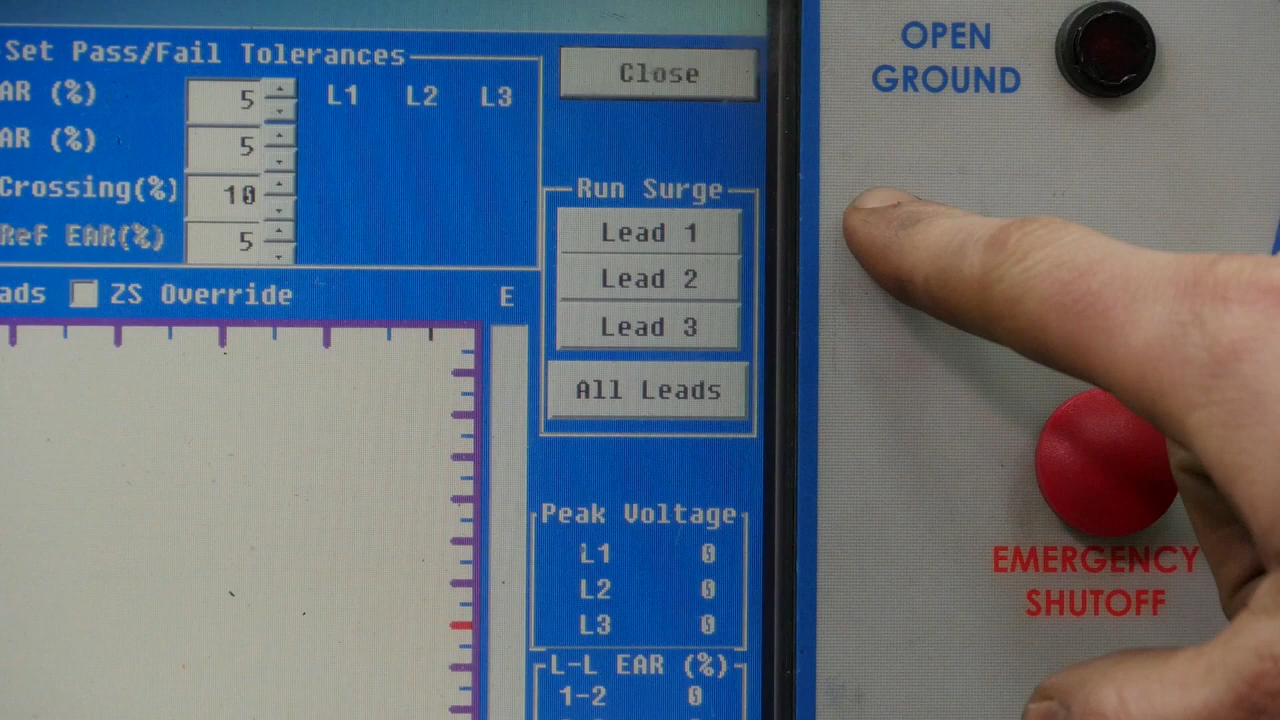 Set Pass/Fail Tolerances
AR (%) 5 L1 L2 L3
AR (%) 5
Crossing(%) 10
Ref EAR(%) 5
ads ZS Override E
Close
Run Surge
Lead 1
Lead 2
Lead 3
All Leads
Peak Voltage
L1 0
L2 0
L3 0
L-L EAR (%)
1-2 0
OPEN
GROUND
EMERGENCY
SHUTOFF